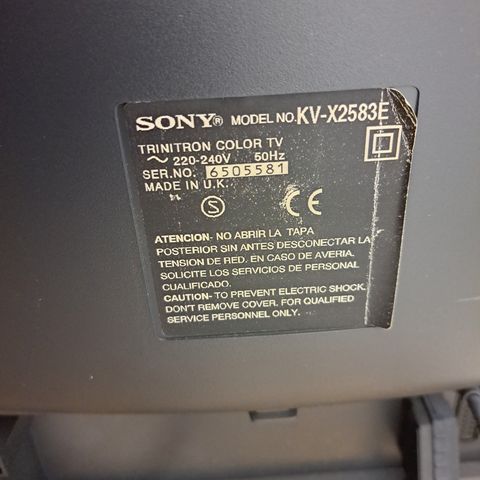 SONY® MODEL NO.KV-X2583E
TRINITRON COLOR TV
~ 220-240V 50Hz
SER.NO. 6505581
MADE IN U.K.
S CE
ATENCION- NO ABRIR LA TAPA
POSTERIOR SIN ANTES DESCONECTAR LA
TENSION DE RED. EN CASO DE AVERIA.
SOLICITE LOS SERVICIOS DE PERSONAL
CUALIFICADO.
CAUTION- TO PREVENT ELECTRIC SHOCK.
DON'T REMOVE COVER. FOR QUALIFIED
SERVICE PERSONNEL ONLY.